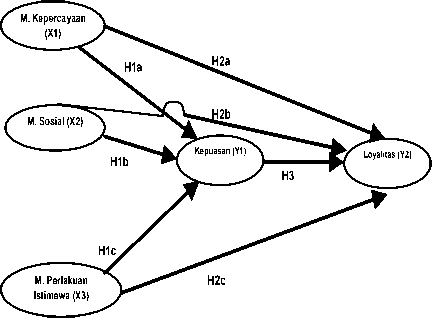 M. Kepercayaan
(X1)
H2a
H1a
H2b
M. Sosial (X2)
Kepuasan (Y1)
Loyalitas (Y2)
H1b
H3
H1c
M. Perlakuan
Istimewa (X3)
H2c